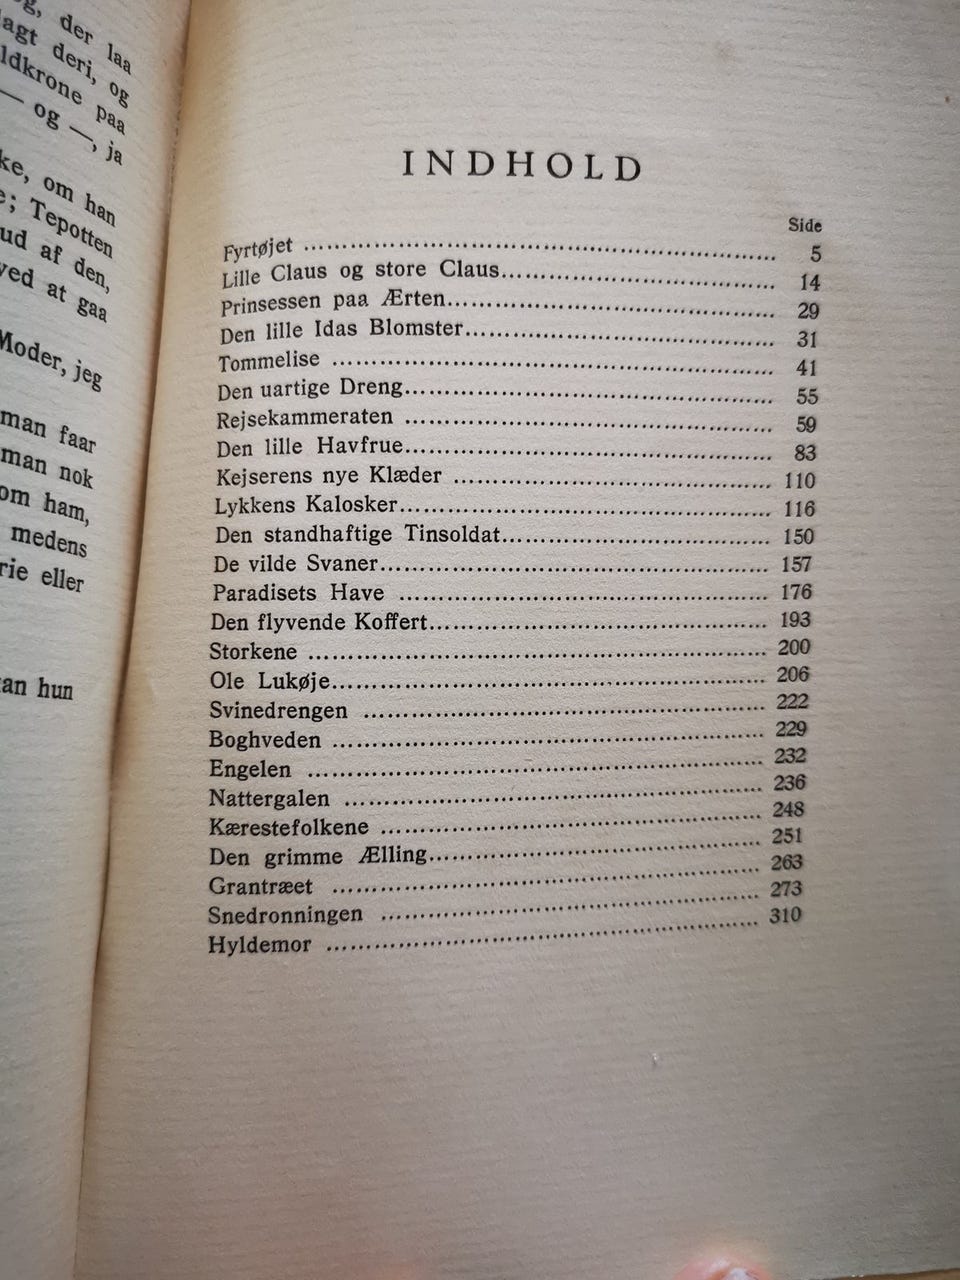 der laa
agt deri, og
ldkrone paa
— og —, ja
ke, om han
; Tepotten
ud af den,
ved at gaa
Moder, jeg
man faar
man nok
om ham,
medens
rie eller
an hun
INDHOLD
Side
Fyrtøjet 5
Lille Claus og store Claus 14
Prinsessen paa Ærten 29
Den lille Idas Blomster 31
Tommelise 41
Den uartige Dreng 55
Rejsekammeraten 59
Den lille Havfrue 83
Kejserens nye Klæder 110
Lykkens Kalosker 116
Den standhaftige Tinsoldat 150
De vilde Svaner 157
Paradisets Have 176
Den flyvende Koffert 193
Storkene 200
Ole Lukøje 206
Svinedrengen 222
Boghveden 229
Engelen 232
Nattergalen 236
Kærestefolkene 248
Den grimme Ælling 251
Grantræet 263
Snedronningen 273
Hyldemor 310